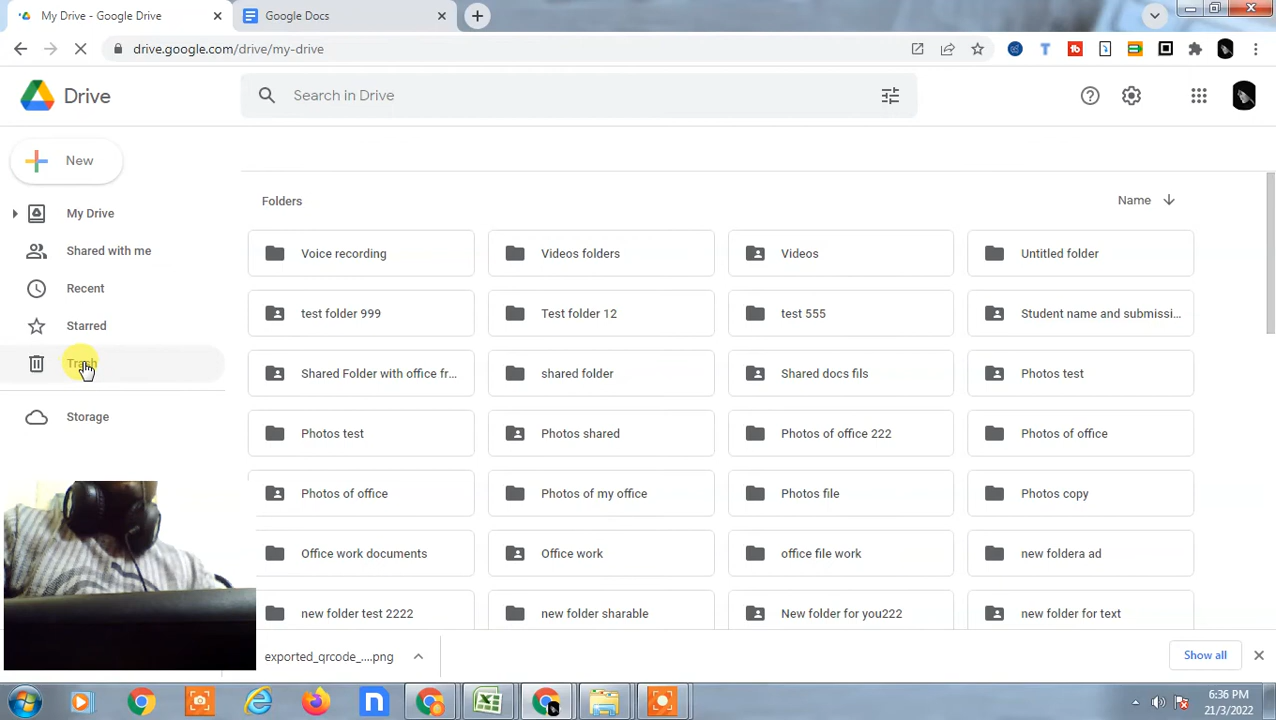 My Drive - Google Drive
Google Docs
drive.google.com/drive/my-drive
Drive
Search in Drive
New
My Drive
Shared with me
Recent
Starred
Trash
Storage
Folders
Name
Voice recording
Videos folders
Videos
Untitled folder
test folder 999
Test folder 12
test 555
Student name and submissi...
Shared Folder with office fr...
shared folder
Shared docs fils
Photos test
Photos test
Photos shared
Photos of office 222
Photos of office
Photos of office
Photos of my office
Photos file
Photos copy
Office work documents
Office work
office file work
new foldera ad
new folder test 2222
new folder sharable
New folder for you222
new folder for text
exported_qrcode_....png
Show all
6:36 PM
21/3/2022